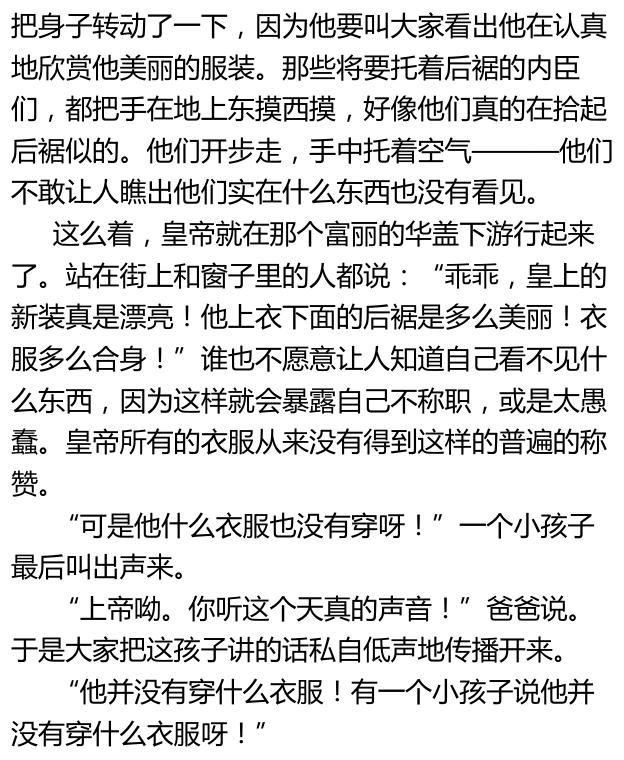 把身子转动了一下，因为他要叫大家看出他在认真
地欣赏他美丽的服装。那些将要托着后裾的内臣
们，都把手在地上东摸西摸，好像他们真的在拾起
后裾似的。他们开步走，手中托着空气———他们
不敢让人瞧出他们实在什么东西也没有看见。
这么着，皇帝就在那个富丽的华盖下游行起来
了。站在街上和窗子里的人都说：“乖乖，皇上的
新装真是漂亮！他上衣下面的后裾是多么美丽！衣
服多么合身！”谁也不愿意让人知道自己看不见什
么东西，因为这样就会暴露自己不称职，或是太愚
蠢。皇帝所有的衣服从来没有得到这样的普遍的称
赞。
“可是他什么衣服也没有穿呀！”一个小孩子
最后叫出声来。
“上帝呦。你听这个天真的声音！”爸爸说。
于是大家把这孩子讲的话私自低声地传播开来。
“他并没有穿什么衣服！有一个小孩子说他并
没有穿什么衣服呀！”